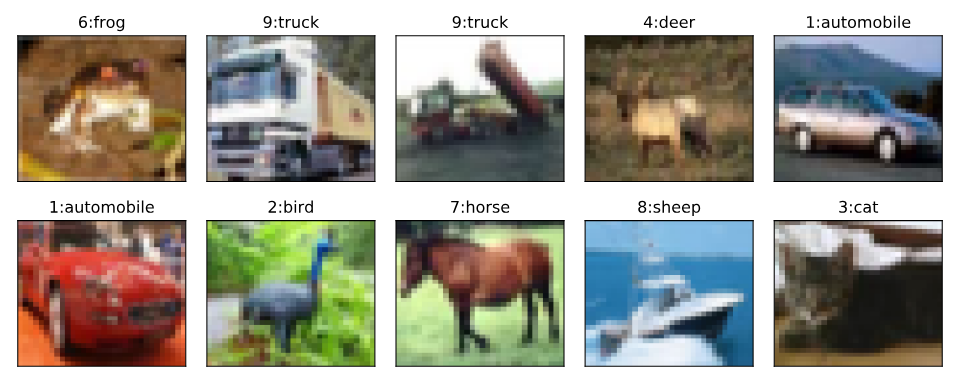 6:frog 9:truck 9:truck 4:deer 1:automobile
1:automobile 2:bird 7:horse 8:sheep 3:cat